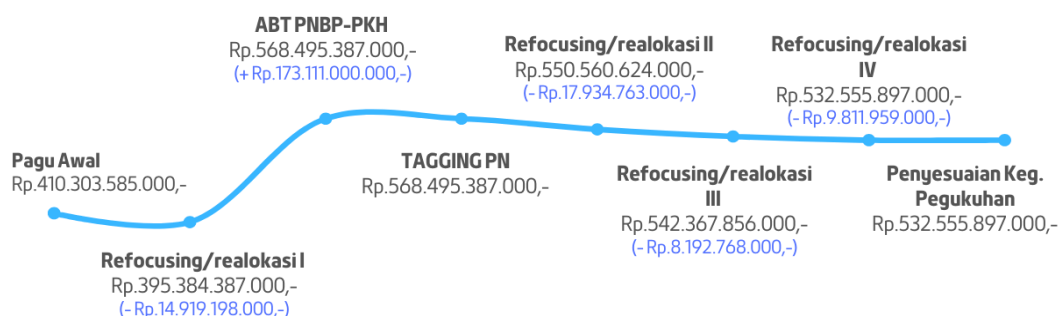 Pagu Awal
Rp.410.303.585.000,-
Refocusing/realokasi I
Rp.395.384.387.000,-
(- Rp.14.919.198.000,-)
ABT PNBP-PKH
Rp.568.495.387.000,-
(+ Rp.173.111.000.000,-)
TAGGING PN
Rp.568.495.387.000,-
Refocusing/realokasi II
Rp.550.560.624.000,-
(- Rp.17.934.763.000,-)
Refocusing/realokasi
III
Rp.542.367.856.000,-
(- Rp.8.192.768.000,-)
Refocusing/realokasi
IV
Rp.532.555.897.000,-
(- Rp.9.811.959.000,-)
Penyesuaian Keg.
Pegukuhan
Rp.532.555.897.000,-